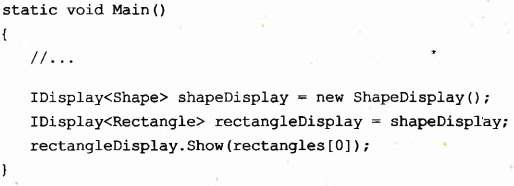 static void Main()
{
//...
IDisplay<Shape> shapeDisplay = new ShapeDisplay();
IDisplay<Rectangle> rectangleDisplay = shapeDisplay;
rectangleDisplay.Show(rectangles[0]);
}